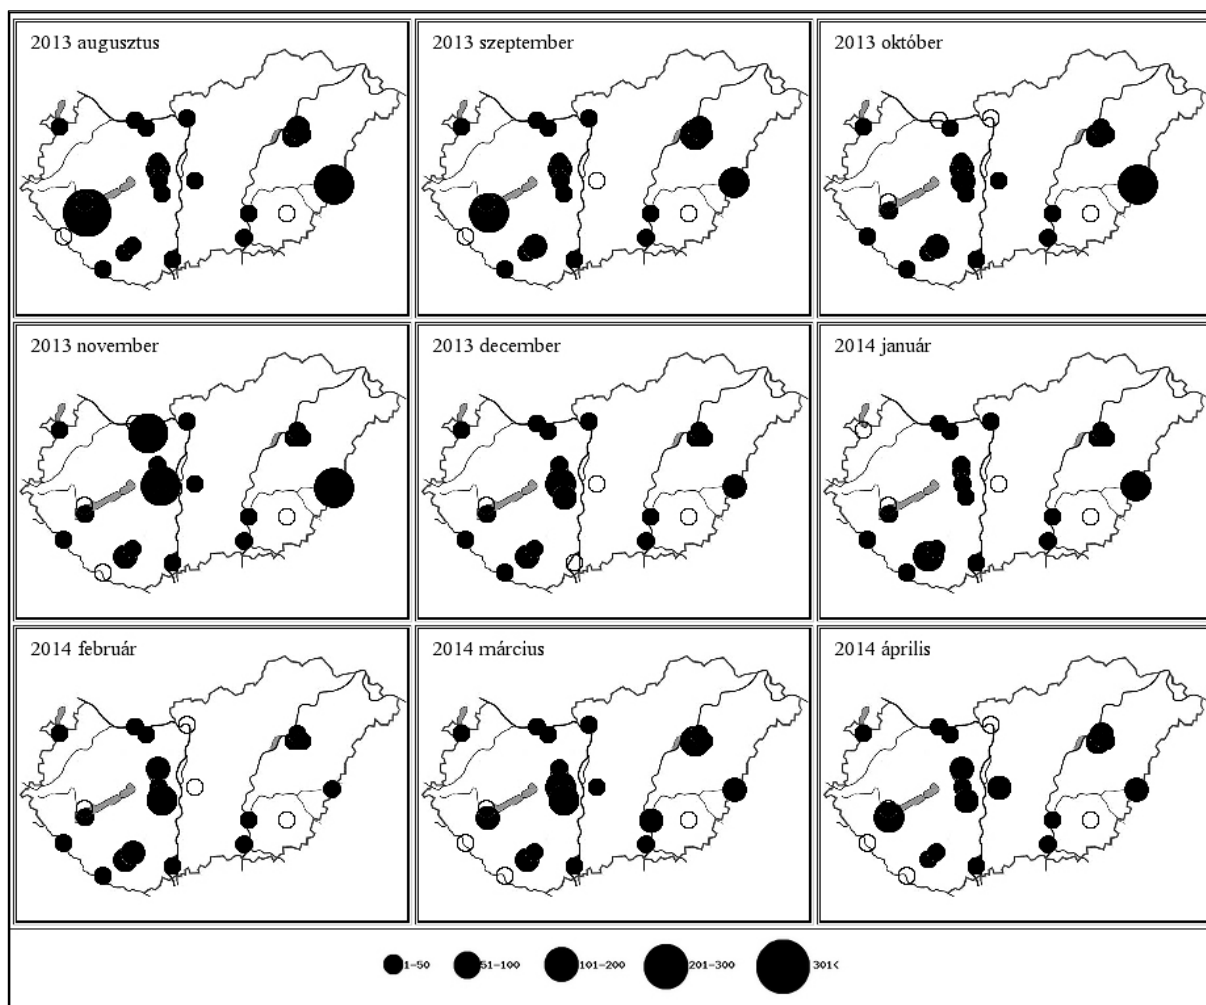 2013 augusztus
2013 szeptember
2013 október
2013 november
2013 december
2014 január
2014 február
2014 március
2014 április
1-50
51-100
101-200
201-300
301<